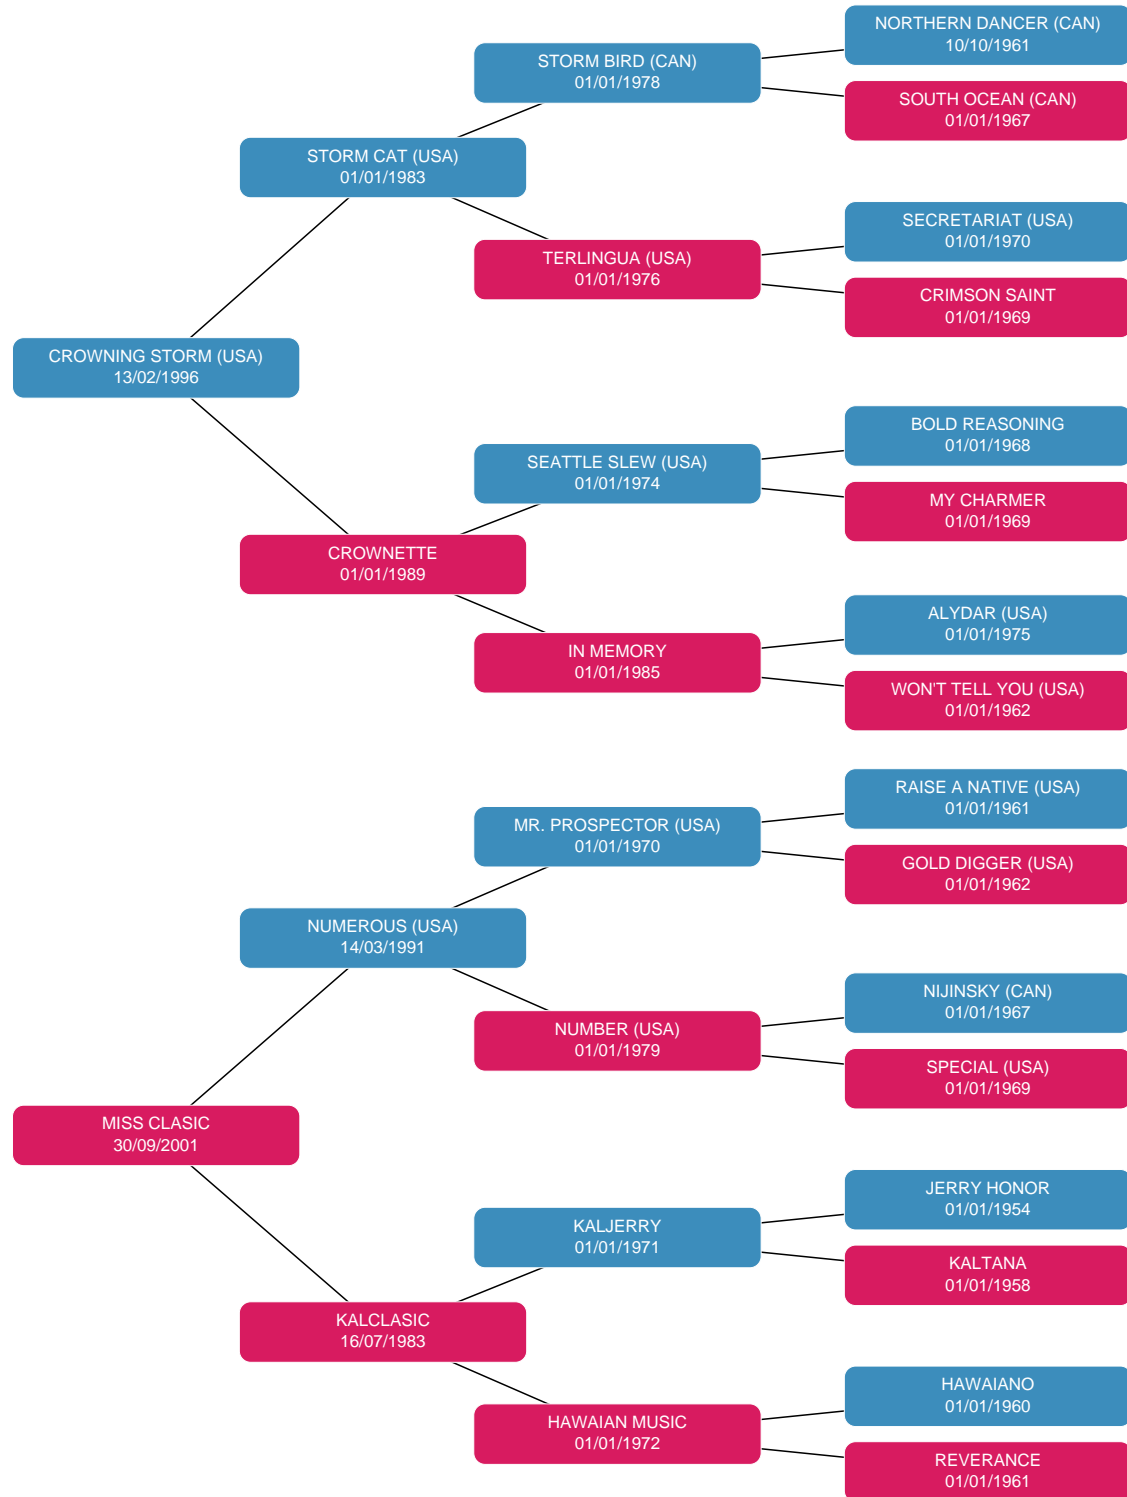 NORTHERN DANCER (CAN)
10/10/1961
STORM BIRD (CAN)
01/01/1978
SOUTH OCEAN (CAN)
01/01/1967
STORM CAT (USA)
01/01/1983
SECRETARIAT (USA)
01/01/1970
TERLINGUA (USA)
01/01/1976
CRIMSON SAINT
01/01/1969
CROWNING STORM (USA)
13/02/1996
BOLD REASONING
01/01/1968
SEATTLE SLEW (USA)
01/01/1974
MY CHARMER
01/01/1969
CROWNETTE
01/01/1989
ALYDAR (USA)
01/01/1975
IN MEMORY
01/01/1985
WON'T TELL YOU (USA)
01/01/1962
RAISE A NATIVE (USA)
01/01/1961
MR. PROSPECTOR (USA)
01/01/1970
GOLD DIGGER (USA)
01/01/1962
NUMEROUS (USA)
14/03/1991
NIJINSKY (CAN)
01/01/1967
NUMBER (USA)
01/01/1979
SPECIAL (USA)
01/01/1969
MISS CLASIC
30/09/2001
JERRY HONOR
01/01/1954
KALJERRY
01/01/1971
KALTANA
01/01/1958
KALCLASIC
16/07/1983
HAWAIANO
01/01/1960
HAWAIAN MUSIC
01/01/1972
REVERANCE
01/01/1961